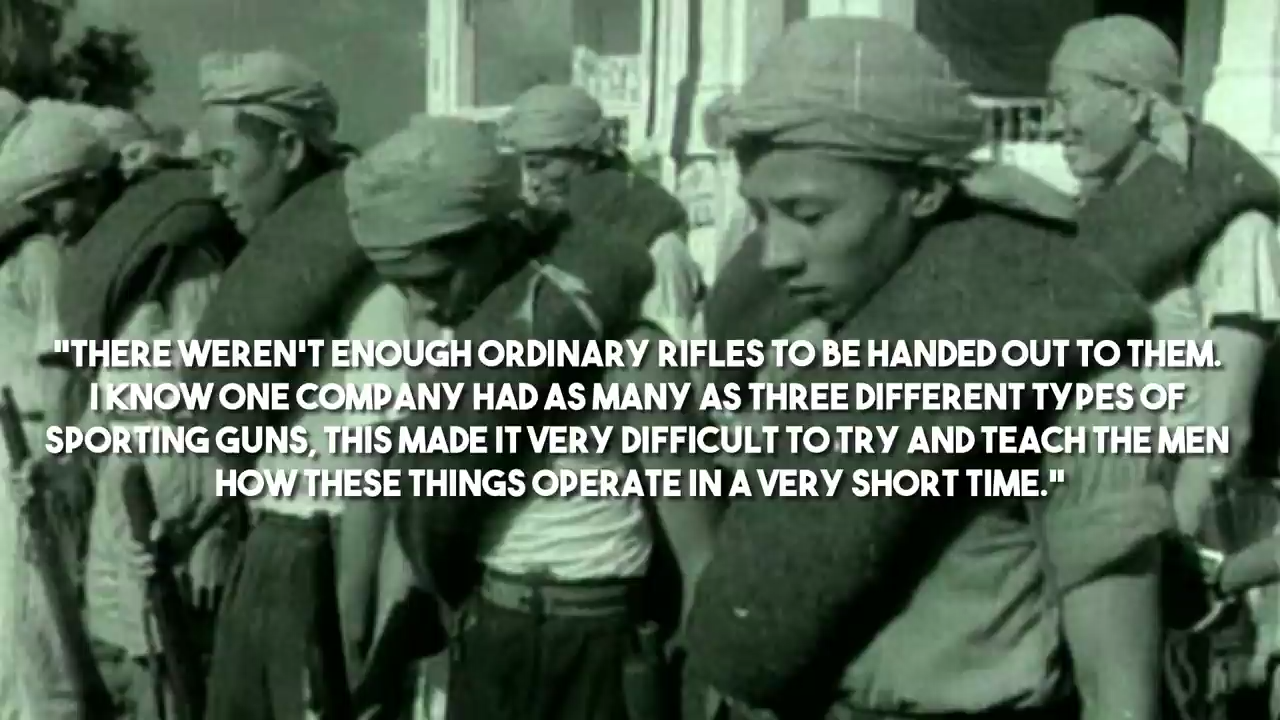 "THERE WEREN'T ENOUGH ORDINARY RIFLES TO BE HANDED OUT TO THEM.
I KNOW ONE COMPANY HAD AS MANY AS THREE DIFFERENT TYPES OF
SPORTING GUNS, THIS MADE IT VERY DIFFICULT TO TRY AND TEACH THE MEN
HOW THESE THINGS OPERATE IN A VERY SHORT TIME."